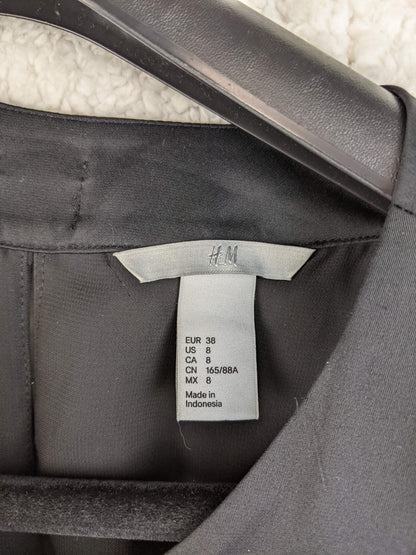 H&M
EUR 38
US 8
CA 8
CN 165/88A
MX 8
Made in
Indonesia